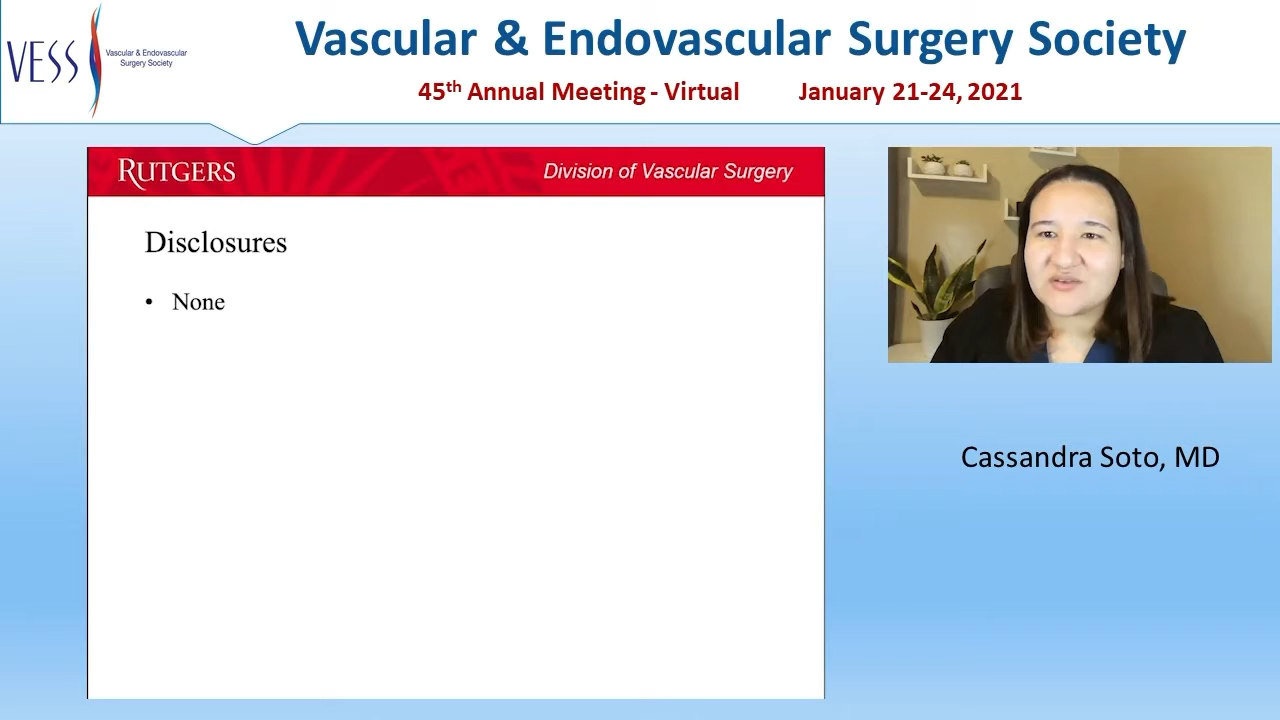 VESS
Vascular & Endovascular
Surgery Society
Vascular & Endovascular Surgery Society
45th Annual Meeting - Virtual January 21-24, 2021
RUTGERS
Division of Vascular Surgery
Disclosures
• None
Cassandra Soto, MD